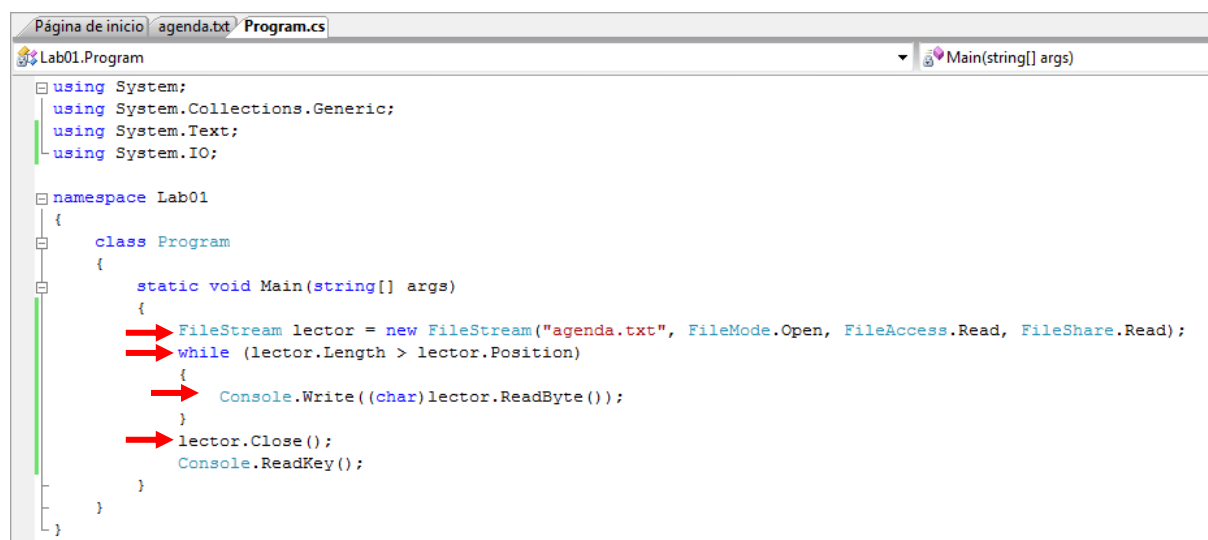 Página de inicio agenda.txt Program.cs
Lab01.Program Main(string[] args)
using System;
using System.Collections.Generic;
using System.Text;
using System.IO;
namespace Lab01
{
class Program
{
static void Main(string[] args)
{
FileStream lector = new FileStream("agenda.txt", FileMode.Open, FileAccess.Read, FileShare.Read);
while (lector.Length > lector.Position)
{
Console.Write((char)lector.ReadByte());
}
lector.Close();
Console.ReadKey();
}
}
}